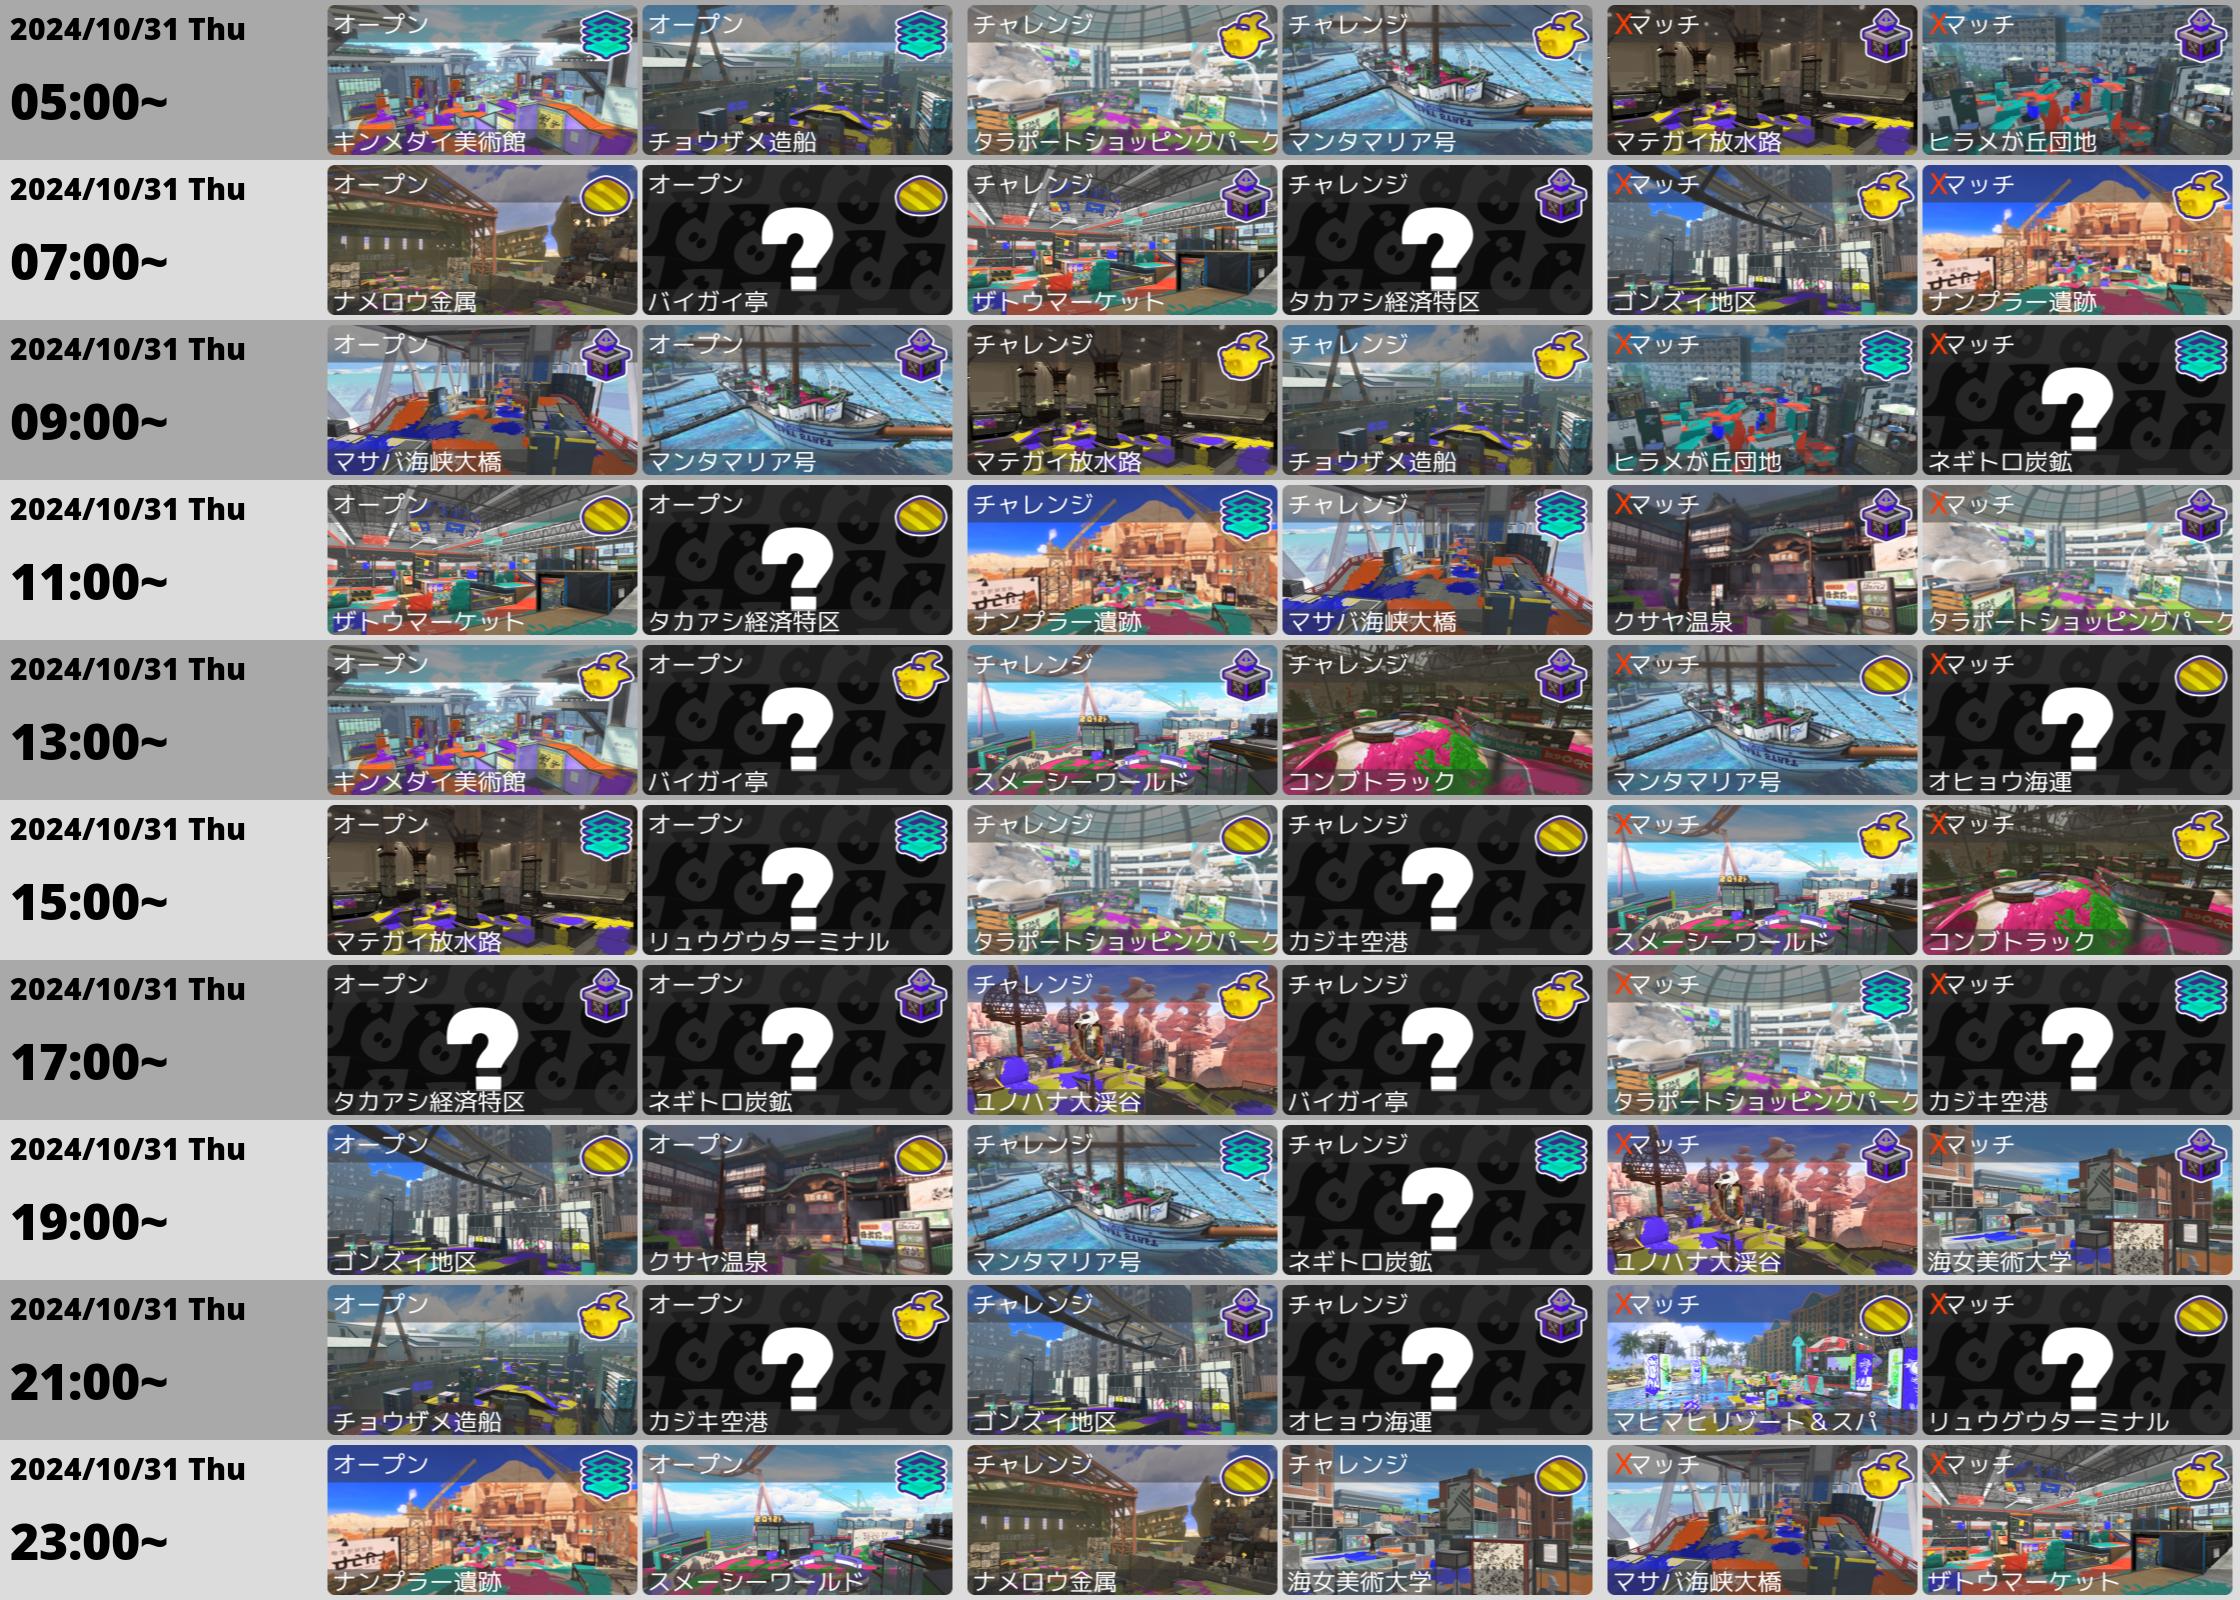 2024/10/31 Thu
05:00~
オープン
キンメダイ美術館
オープン
チョウザメ造船
チャレンジ
タラポートショッピングパーク
チャレンジ
マンタマリア号
Xマッチ
マテガイ放水路
Xマッチ
ヒラメが丘団地
2024/10/31 Thu
07:00~
オープン
ナメロウ金属
オープン
?
バイガイ亭
チャレンジ
ザトウマーケット
チャレンジ
?
タカアシ経済特区
Xマッチ
ゴンズイ地区
Xマッチ
ナンプラー遺跡
2024/10/31 Thu
09:00~
オープン
マサバ海峡大橋
オープン
マンタマリア号
チャレンジ
マテガイ放水路
チャレンジ
チョウザメ造船
Xマッチ
ヒラメが丘団地
Xマッチ
?
ネギトロ炭鉱
2024/10/31 Thu
11:00~
オープン
ザトウマーケット
オープン
?
タカアシ経済特区
チャレンジ
ナンプラー遺跡
チャレンジ
マサバ海峡大橋
Xマッチ
クサヤ温泉
Xマッチ
タラポートショッピングパーク
2024/10/31 Thu
13:00~
オープン
キンメダイ美術館
オープン
?
バイガイ亭
チャレンジ
スメーシーワールド
チャレンジ
コンブトラック
Xマッチ
マンタマリア号
Xマッチ
?
オヒョウ海運
2024/10/31 Thu
15:00~
オープン
マテガイ放水路
オープン
?
リュウグウターミナル
チャレンジ
タラポートショッピングパーク
チャレンジ
?
カジキ空港
Xマッチ
スメーシーワールド
Xマッチ
コンブトラック
2024/10/31 Thu
17:00~
オープン
?
タカアシ経済特区
オープン
?
ネギトロ炭鉱
チャレンジ
ユノハナ大渓谷
チャレンジ
?
バイガイ亭
Xマッチ
タラポートショッピングパーク
Xマッチ
?
カジキ空港
2024/10/31 Thu
19:00~
オープン
ゴンズイ地区
オープン
クサヤ温泉
チャレンジ
マンタマリア号
チャレンジ
?
ネギトロ炭鉱
Xマッチ
ユノハナ大渓谷
Xマッチ
海女美術大学
2024/10/31 Thu
21:00~
オープン
チョウザメ造船
オープン
?
カジキ空港
チャレンジ
ゴンズイ地区
チャレンジ
?
オヒョウ海運
Xマッチ
マヒマヒリゾート＆スパ
Xマッチ
?
リュウグウターミナル
2024/10/31 Thu
23:00~
オープン
ナンプラー遺跡
オープン
スメーシーワールド
チャレンジ
ナメロウ金属
チャレンジ
海女美術大学
Xマッチ
マサバ海峡大橋
Xマッチ
ザトウマーケット